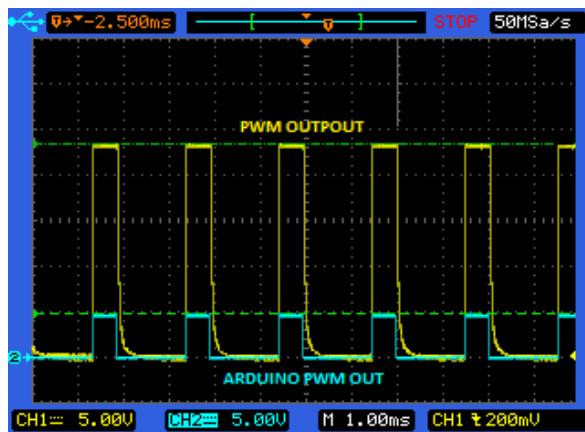 -2.500ms STOP 50MSa/s
PWM OUTPOUT
ARDUINO PWM OUT
CH1 5.00V CH2 5.00V M 1.00ms CH1 200mV